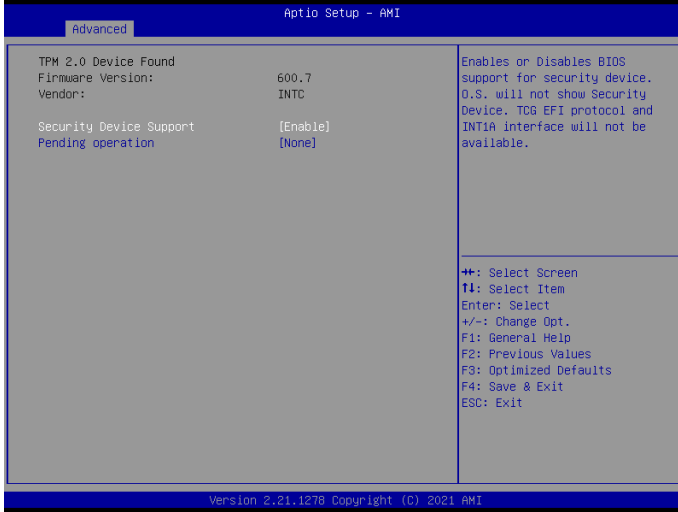 Aptio Setup – AMI
Advanced
TPM 2.0 Device Found
Firmware Version: 600.7
Vendor: INTC
Security Device Support [Enable]
Pending operation [None]
Enables or Disables BIOS
support for security device.
O.S. will not show Security
Device. TCG EFI protocol and
INT1A interface will not be
available.
→←: Select Screen
↑↓: Select Item
Enter: Select
+/-: Change Opt.
F1: General Help
F2: Previous Values
F3: Optimized Defaults
F4: Save & Exit
ESC: Exit
Version 2.21.1278 Copyright (C) 2021 AMI